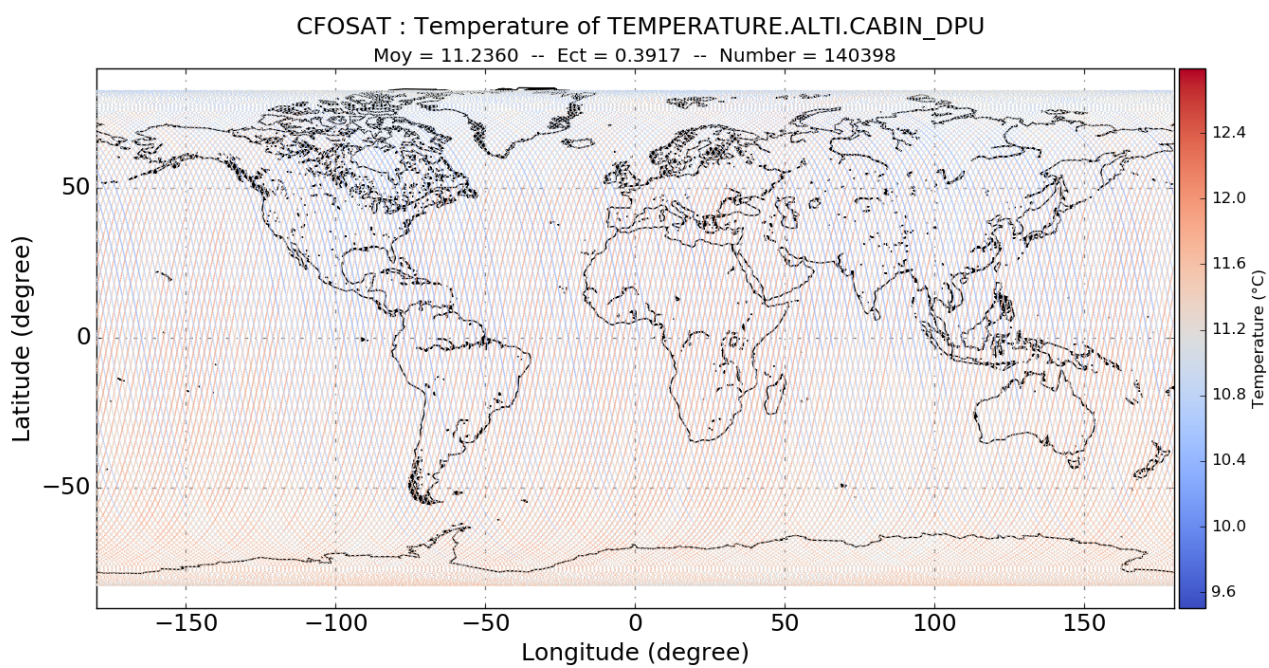 CFOSAT : Temperature of TEMPERATURE.ALTI.CABIN_DPU
Moy = 11.2360 -- Ect = 0.3917 -- Number = 140398
50
0
−50
Latitude (degree)
−150 −100 −50 0 50 100 150
Longitude (degree)
12.4
12.0
11.6
11.2
10.8
10.4
10.0
9.6
Temperature (°C)